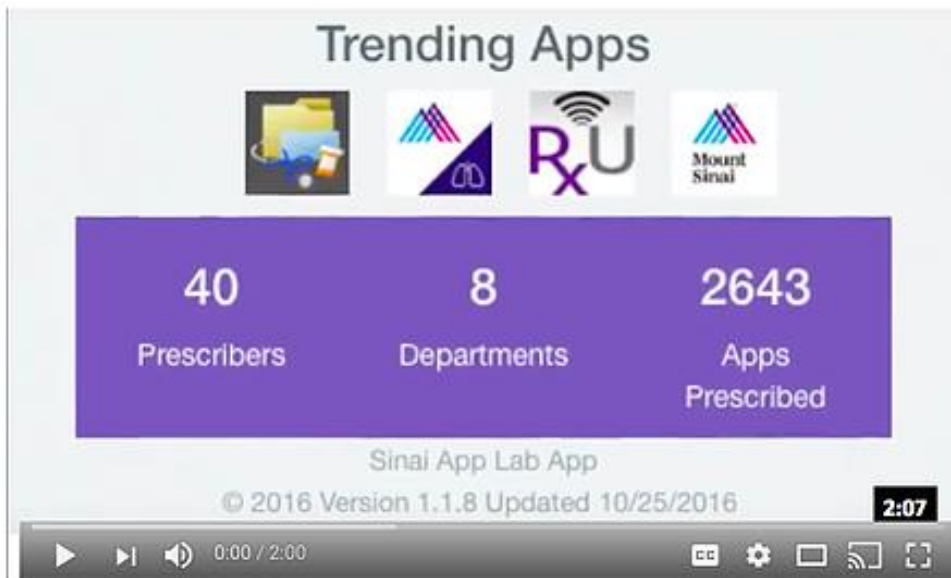 Trending Apps
RxU
Mount
Sinai
40 8 2643
Prescribers Departments Apps
Prescribed
Sinai App Lab App
© 2016 Version 1.1.8 Updated 10/25/2016
2:07
0:00 / 2:00
CC